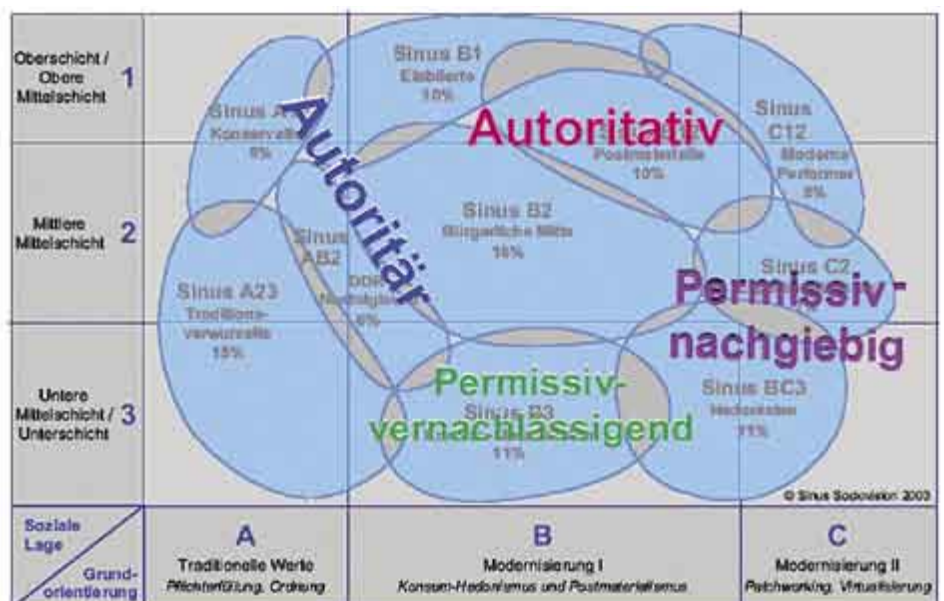 Oberschicht /
Obere
Mittelschicht
1
Mittlere
Mittelschicht
2
Untere
Mittelschicht /
Unterschicht
3
Sinus B1
Etablierte
10%
Sinus
Konservative
Autoritär
Autoritativ
Postmaterielle
10%
Sinus
C12
Moderne
Performer
8%
Sinus B2
Bürgerliche Mitte
16%
Sinus
AB2
DDR-
6%
Sinus A23
Traditions-
verwurzelte
15%
Sinus C2
Permissiv-
nachgiebig
Permissiv-
vernachlässigend
Sinus B3
11%
Sinus BC3
Hedonisten
11%
© Sinus Sociovision 2003
Soziale
Lage
Grund-
orientierung
A
Traditionelle Werte
Pflichterfüllung, Ordnung
B
Modernisierung I
Konsum-Hedonismus und Postmaterialismus
C
Modernisierung II
Patchworking, Virtualisierung